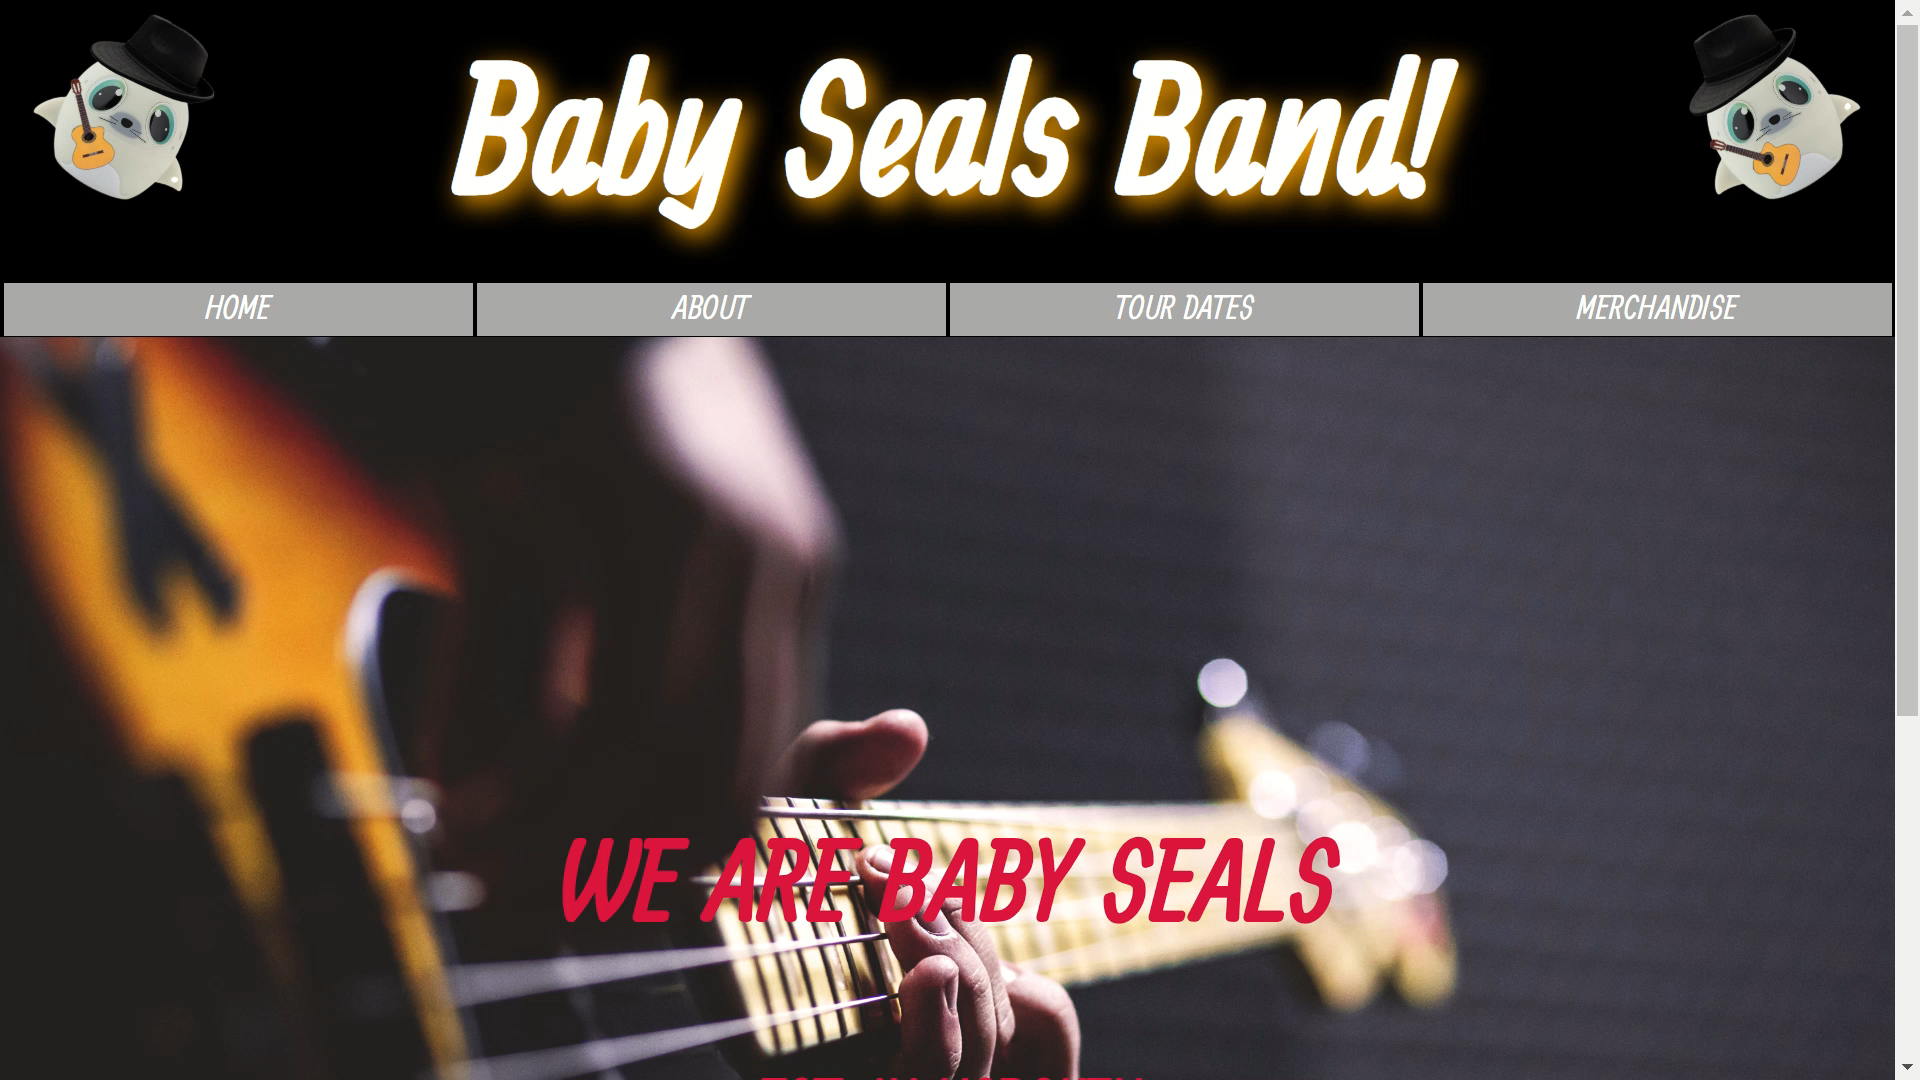 Baby Seals Band!
HOME
ABOUT
TOUR DATES
MERCHANDISE
WE ARE BABY SEALS